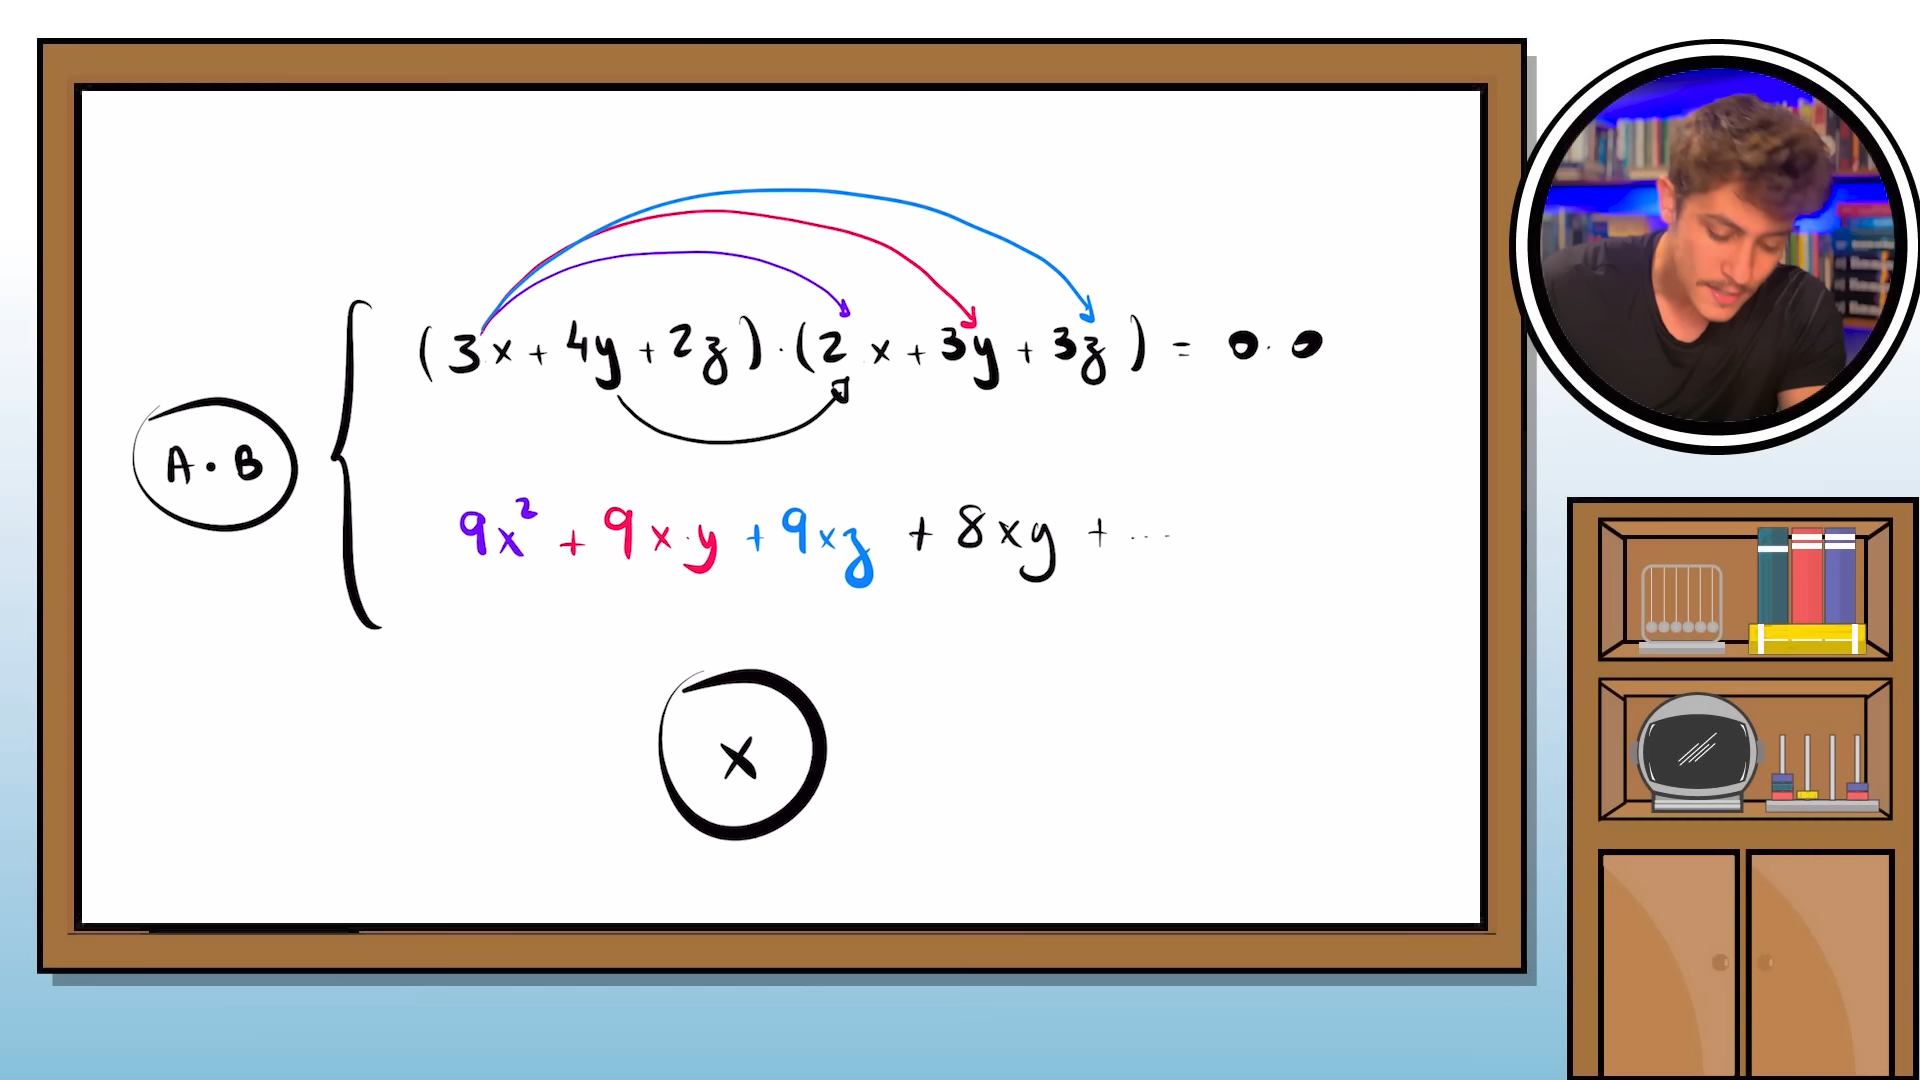 (3x + 4y + 2z) · (2x + 3y + 3z) = 0 · 0
A · B
9x² + 9x·y + 9xz + 8xy + ...
x